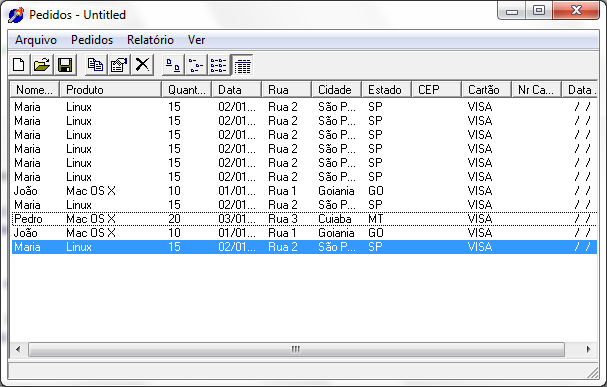 Pedidos - Untitled
Arquivo Pedidos Relatório Ver
Nome... Produto Quant... Data Rua Cidade Estado CEP Cartão Nr Ca... Data .
Maria Linux 15 02/01... Rua 2 São P... SP VISA / /
Maria Linux 15 02/01... Rua 2 São P... SP VISA / /
Maria Linux 15 02/01... Rua 2 São P... SP VISA / /
Maria Linux 15 02/01... Rua 2 São P... SP VISA / /
Maria Linux 15 02/01... Rua 2 São P... SP VISA / /
Maria Linux 15 02/01... Rua 2 São P... SP VISA / /
João Mac OS X 10 01/01... Rua 1 Goiania GO VISA / /
Maria Linux 15 02/01... Rua 2 São P... SP VISA / /
Pedro Mac OS X 20 03/01... Rua 3 Cuiaba MT VISA / /
João Mac OS X 10 01/01... Rua 1 Goiania GO VISA / /
Maria Linux 15 02/01... Rua 2 São P... SP VISA / /